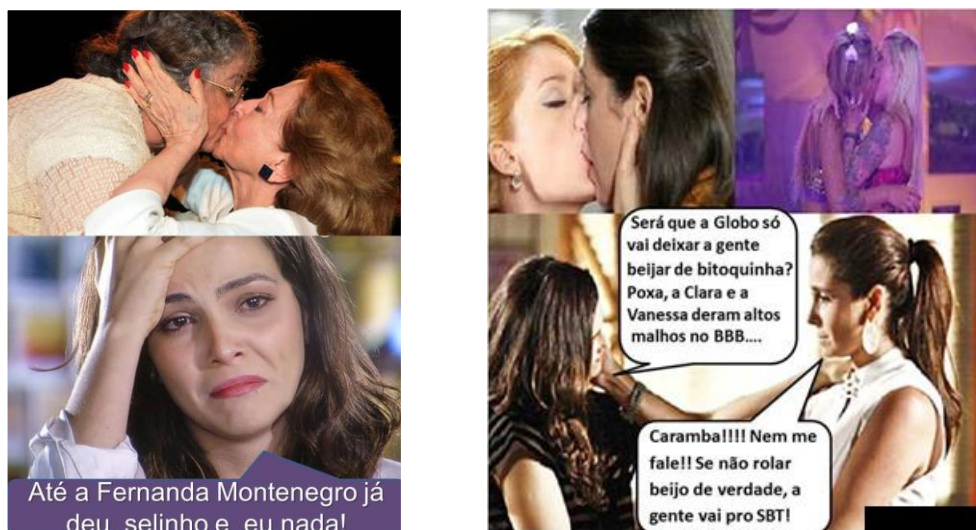 Até a Fernanda Montenegro já
deu selinho e eu nada!
Será que a Globo só
vai deixar a gente
beijar de bitoquinha?
Poxa, a Clara e a
Vanessa deram altos
malhos no BBB....
Caramba!!!! Nem me
fale!! Se não rolar
beijo de verdade, a
gente vai pro SBT!